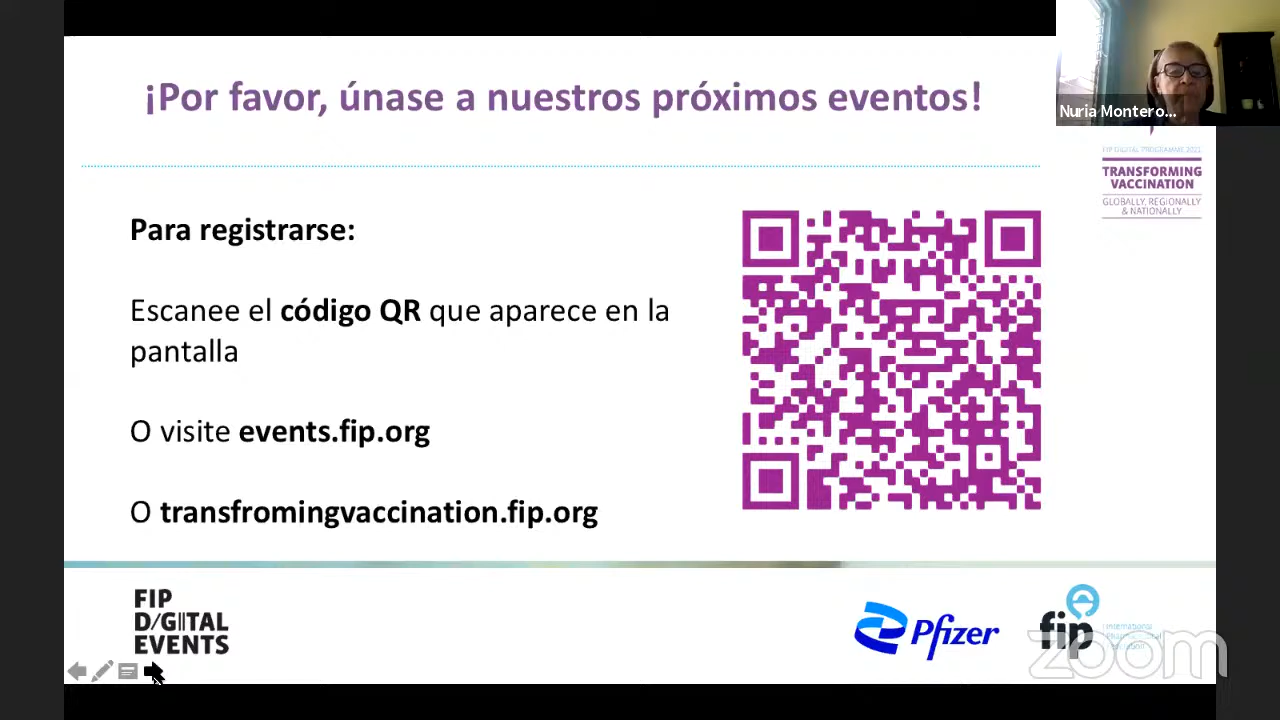 ¡Por favor, únase a nuestros próximos eventos!
Nuria Montero...
FIP DIGITAL PROGRAMME 2021
TRANSFORMING
VACCINATION
GLOBALLY, REGIONALLY
& NATIONALLY
Para registrarse:
Escanee el código QR que aparece en la
pantalla
O visite events.fip.org
O transfromingvaccination.fip.org
FIP
DIGITAL
EVENTS
Pfizer
fip
International
zoom